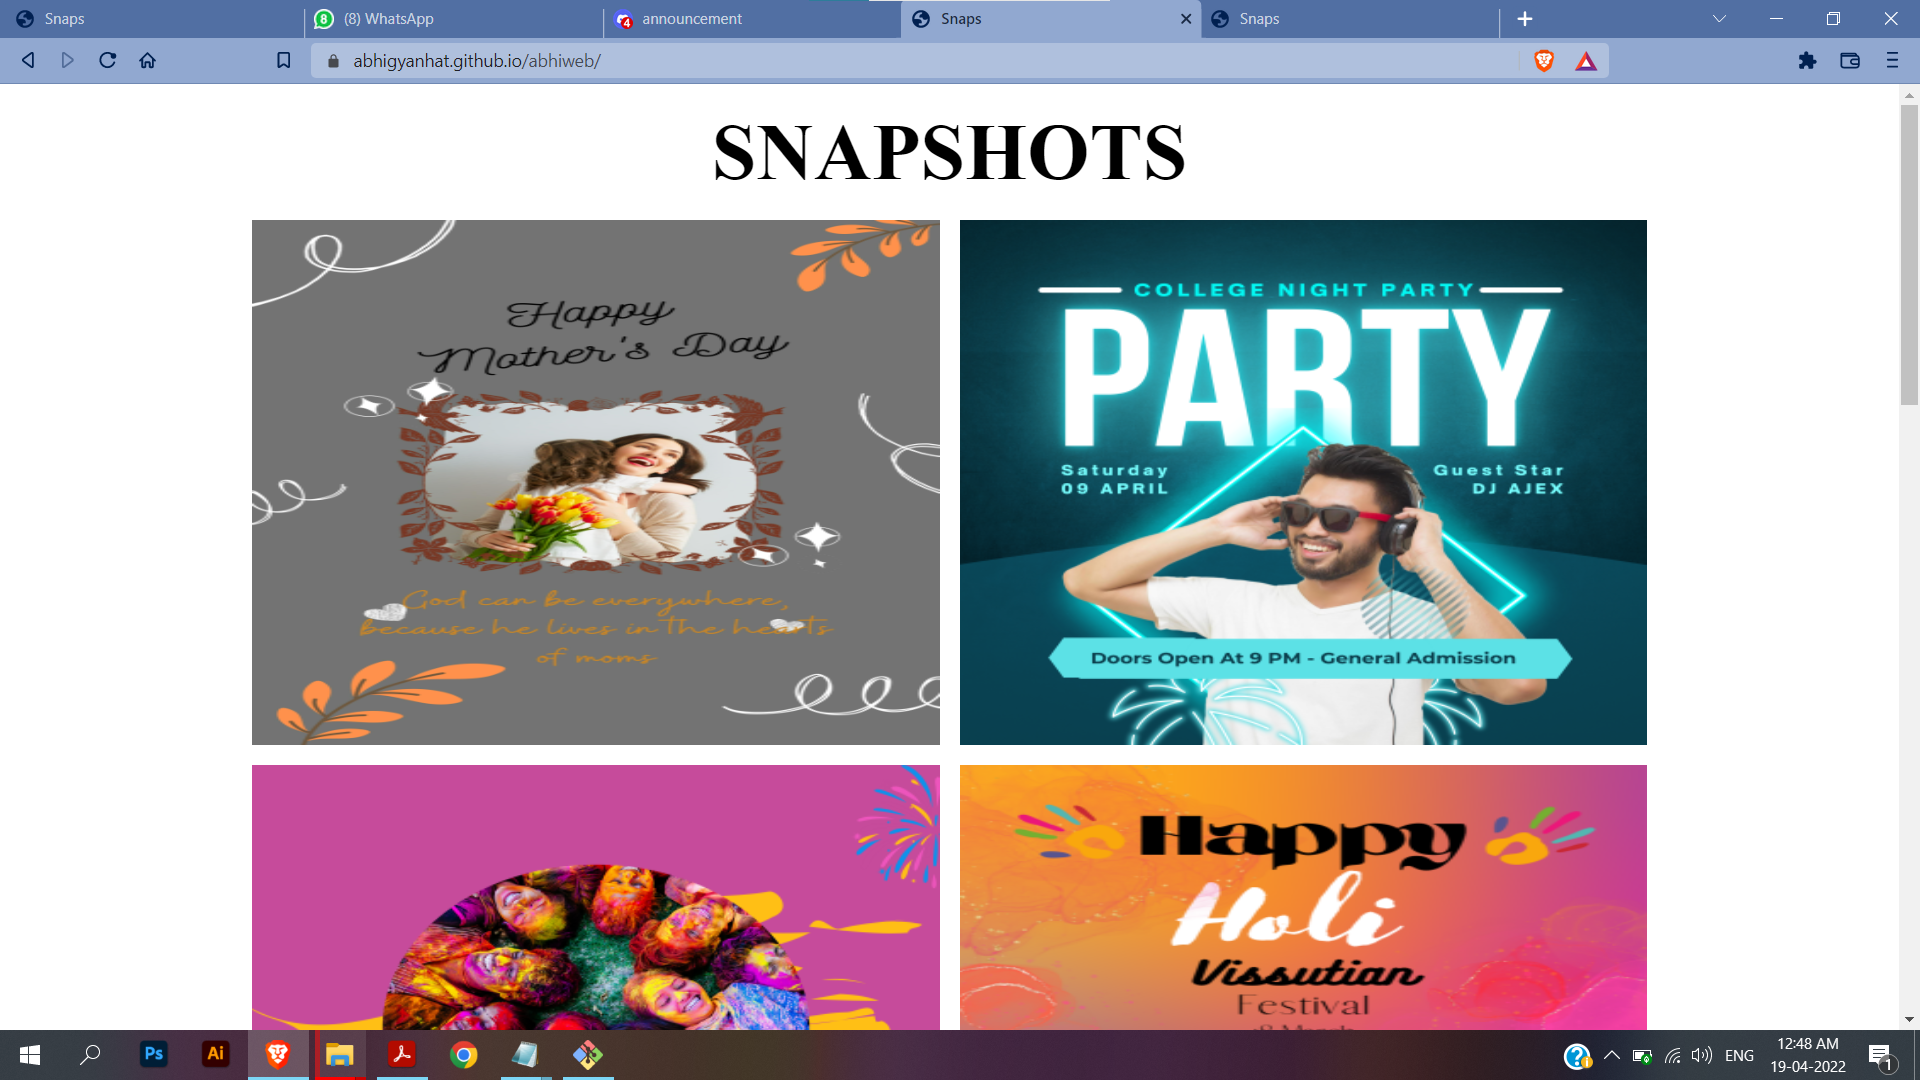 Snaps
(8) WhatsApp
announcement
Snaps
Snaps
abhigyanhat.github.io/abhiweb/
SNAPSHOTS
Happy
Mother's Day
God can be everywhere,
because he lives in the hearts
of moms
COLLEGE NIGHT PARTY
PARTY
Saturday
09 APRIL
Guest Star
DJ AJEX
Doors Open At 9 PM - General Admission
Happy
Holi
Vissutian
Festival
Ps
Ai
ENG
12:48 AM
19-04-2022
1